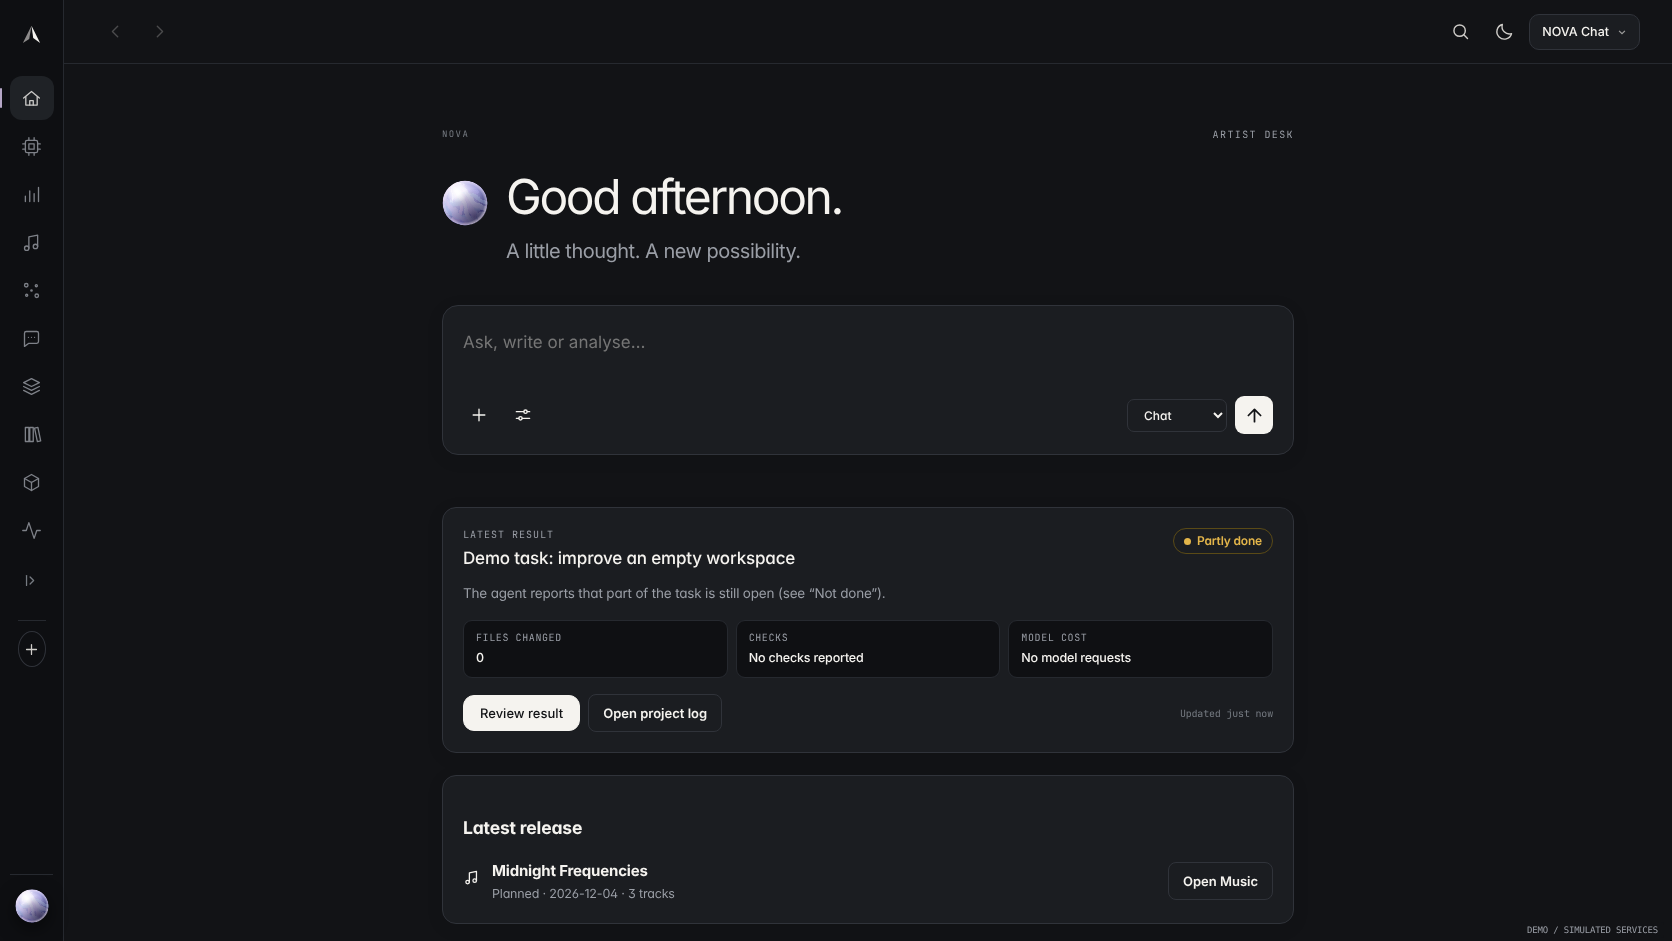 NOVA Chat
NOVA
ARTIST DESK
Good afternoon.
A little thought. A new possibility.
Ask, write or analyse...
Chat
LATEST RESULT
Partly done
Demo task: improve an empty workspace
The agent reports that part of the task is still open (see “Not done”).
FILES CHANGED
0
CHECKS
No checks reported
MODEL COST
No model requests
Review result
Open project log
Updated just now
Latest release
Midnight Frequencies
Planned · 2026-12-04 · 3 tracks
Open Music
DEMO / SIMULATED SERVICES